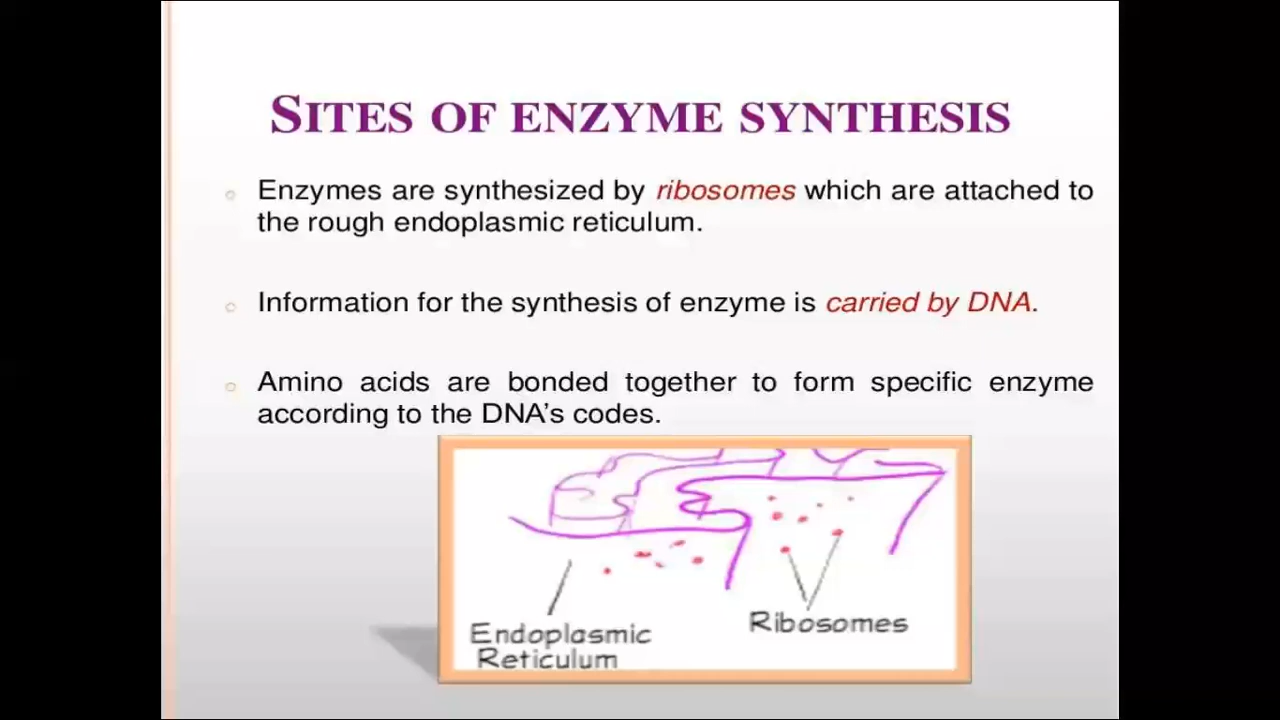 SITES OF ENZYME SYNTHESIS
Enzymes are synthesized by ribosomes which are attached to
the rough endoplasmic reticulum.
Information for the synthesis of enzyme is carried by DNA.
Amino acids are bonded together to form specific enzyme
according to the DNA’s codes.
Ribosomes
Endoplasmic
Reticulum